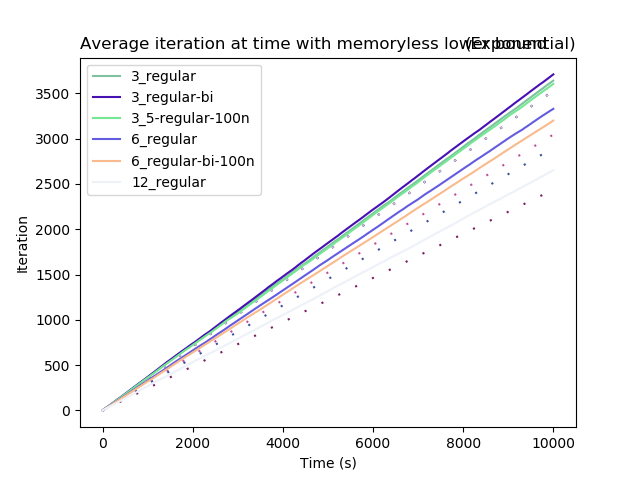 Average iteration at time with memoryless lower bound (Exponential)
3_regular
3_regular-bi
3_5-regular-100n
6_regular
6_regular-bi-100n
12_regular
Iteration
3500
3000
2500
2000
1500
1000
500
0
0 2000 4000 6000 8000 10000
Time (s)